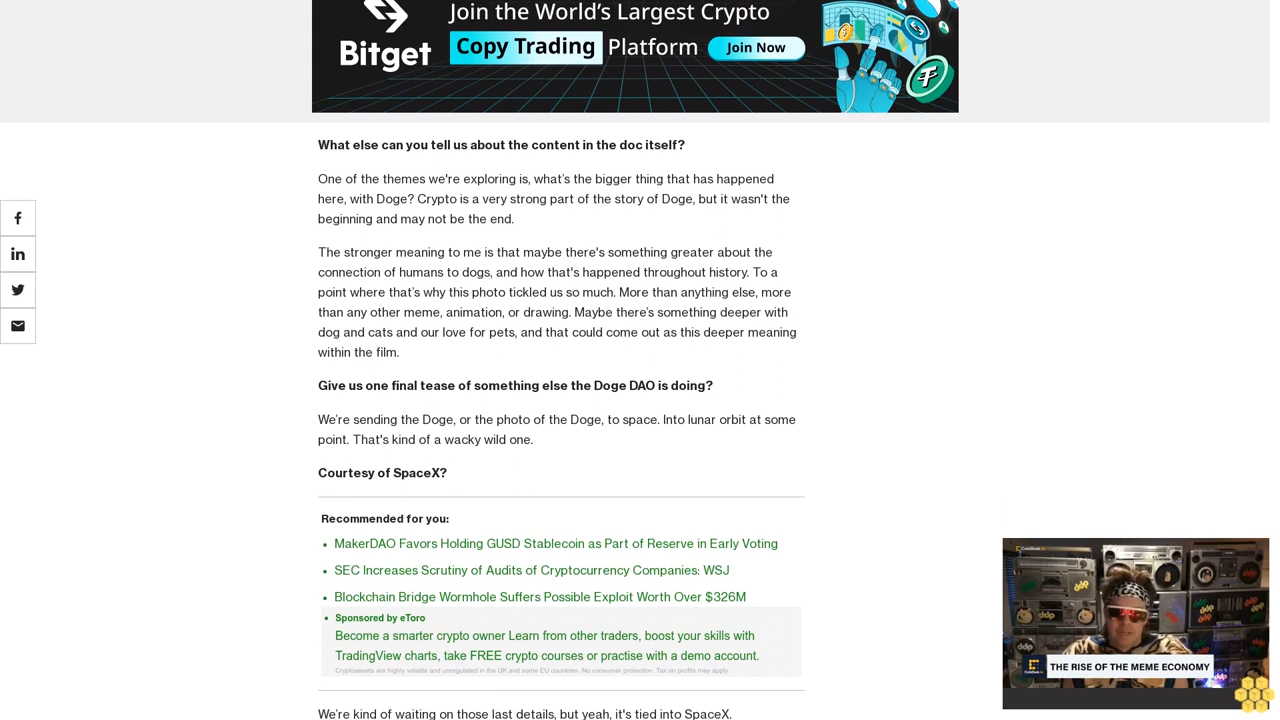 Join the World's Largest Crypto
Bitget
Copy Trading Platform
Join Now
What else can you tell us about the content in the doc itself?
One of the themes we're exploring is, what's the bigger thing that has happened
here, with Doge? Crypto is a very strong part of the story of Doge, but it wasn't the
beginning and may not be the end.
The stronger meaning to me is that maybe there's something greater about the
connection of humans to dogs, and how that's happened throughout history. To a
point where that's why this photo tickled us so much. More than anything else, more
than any other meme, animation, or drawing. Maybe there's something deeper with
dog and cats and our love for pets, and that could come out as this deeper meaning
within the film.
Give us one final tease of something else the Doge DAO is doing?
We're sending the Doge, or the photo of the Doge, to space. Into lunar orbit at some
point. That's kind of a wacky wild one.
Courtesy of SpaceX?
Recommended for you:
• MakerDAO Favors Holding GUSD Stablecoin as Part of Reserve in Early Voting
• SEC Increases Scrutiny of Audits of Cryptocurrency Companies: WSJ
• Blockchain Bridge Wormhole Suffers Possible Exploit Worth Over $326M
• Sponsored by eToro
Become a smarter crypto owner Learn from other traders, boost your skills with
TradingView charts, take FREE crypto courses or practise with a demo account.
Cryptoassets are highly volatile and unregulated in the UK and some EU countries. No consumer protection. Tax on profits may apply.
We're kind of waiting on those last details, but yeah, it's tied into SpaceX.
CoinDesk
ddp
ddp
ddp
THE RISE OF THE MEME ECONOMY